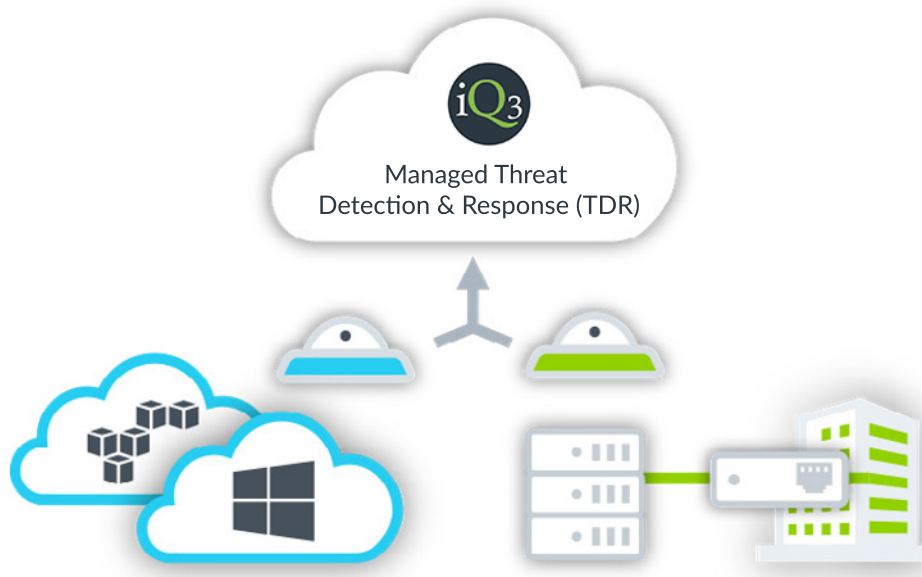 iQ3
Managed Threat
Detection & Response (TDR)